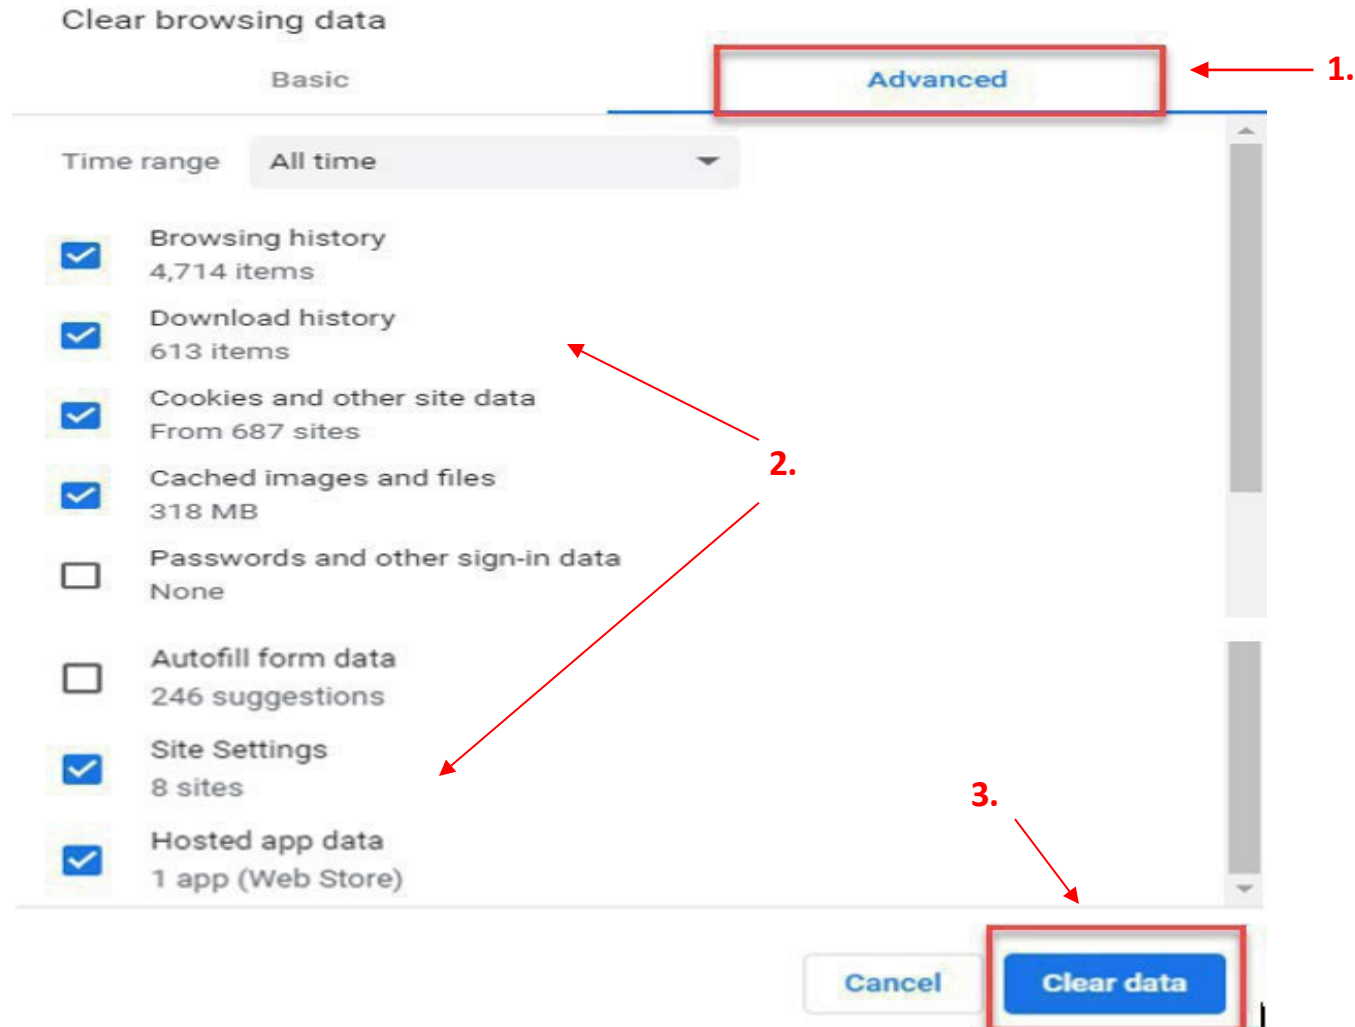 Clear browsing data
Basic
Advanced
1.
Time range
All time
Browsing history
4,714 items
Download history
613 items
Cookies and other site data
From 687 sites
2.
Cached images and files
318 MB
Passwords and other sign-in data
None
Autofill form data
246 suggestions
Site Settings
8 sites
3.
Hosted app data
1 app (Web Store)
Cancel
Clear data